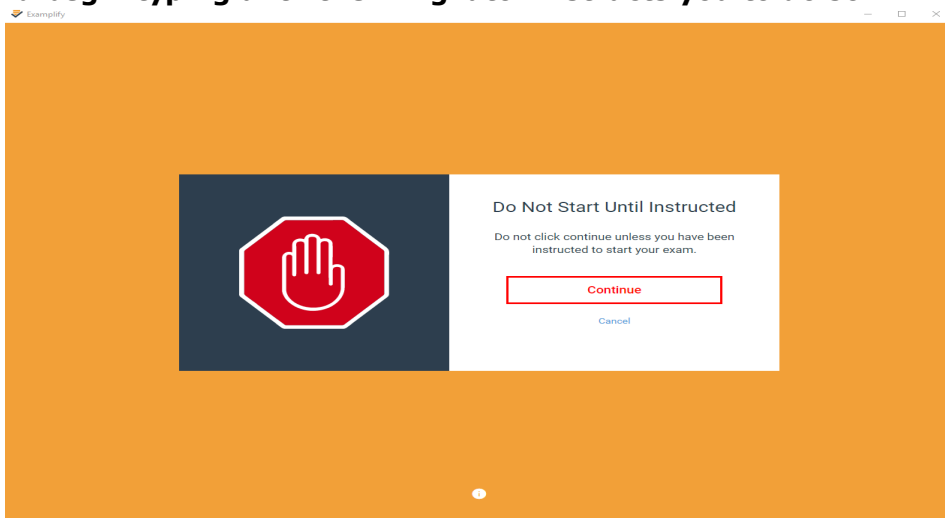 Examplify
Do Not Start Until Instructed
Do not click continue unless you have been
instructed to start your exam.
Continue
Cancel